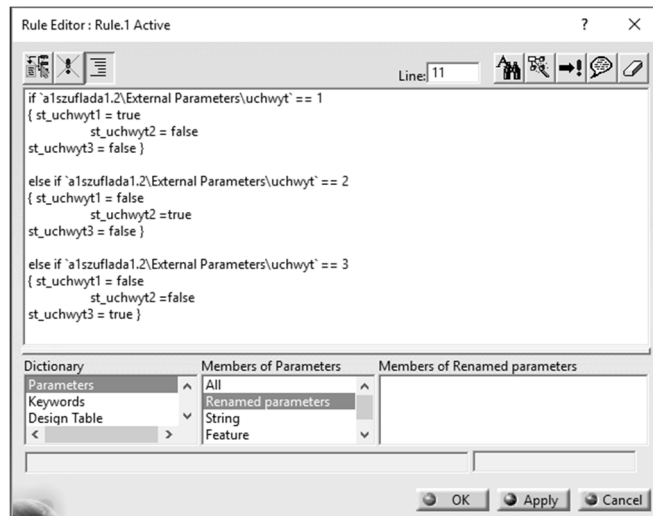 Rule Editor : Rule.1 Active ? ×
Line: 11
if `a1szuflada1.2\External Parameters\uchwyt` == 1
{ st_uchwyt1 = true
st_uchwyt2 = false
st_uchwyt3 = false }
else if `a1szuflada1.2\External Parameters\uchwyt` == 2
{ st_uchwyt1 = false
st_uchwyt2 =true
st_uchwyt3 = false }
else if `a1szuflada1.2\External Parameters\uchwyt` == 3
{ st_uchwyt1 = false
st_uchwyt2 =false
st_uchwyt3 = true }
Dictionary Members of Parameters Members of Renamed parameters
Parameters All
Keywords Renamed parameters
Design Table String
Feature
OK Apply Cancel